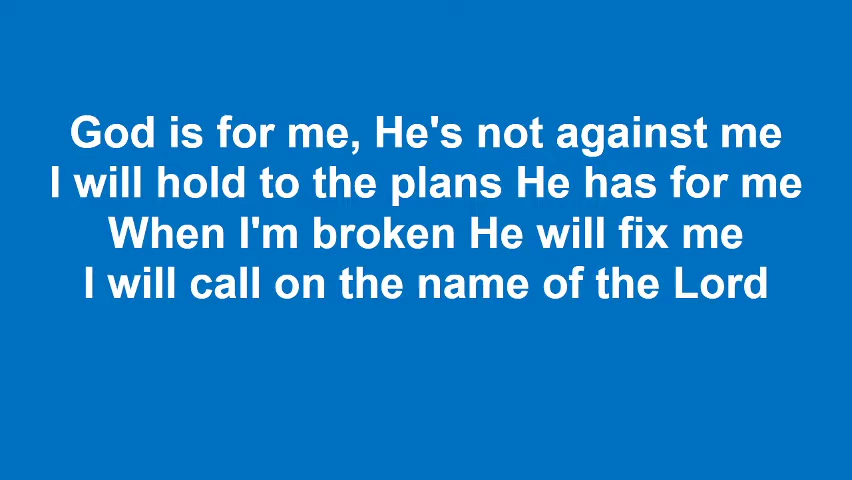 God is for me, He's not against me
I will hold to the plans He has for me
When I'm broken He will fix me
I will call on the name of the Lord